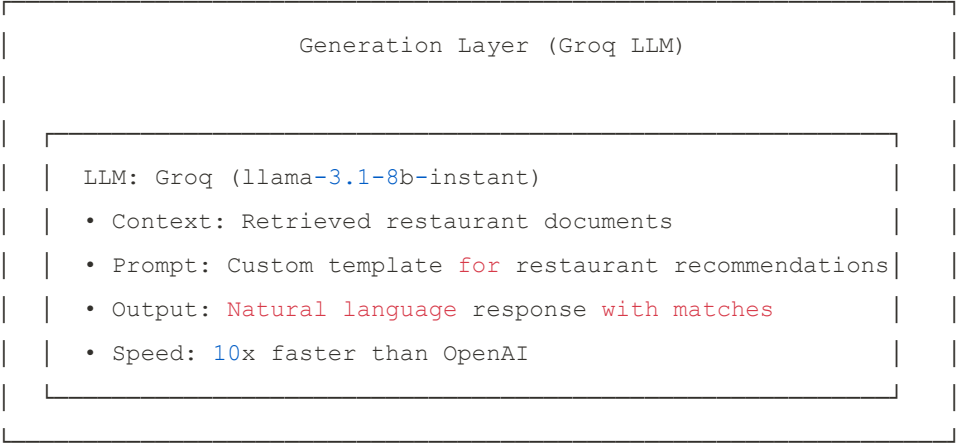 Generation Layer (Groq LLM)
LLM: Groq (llama-3.1-8b-instant)
• Context: Retrieved restaurant documents
• Prompt: Custom template for restaurant recommendations
• Output: Natural language response with matches
• Speed: 10x faster than OpenAI